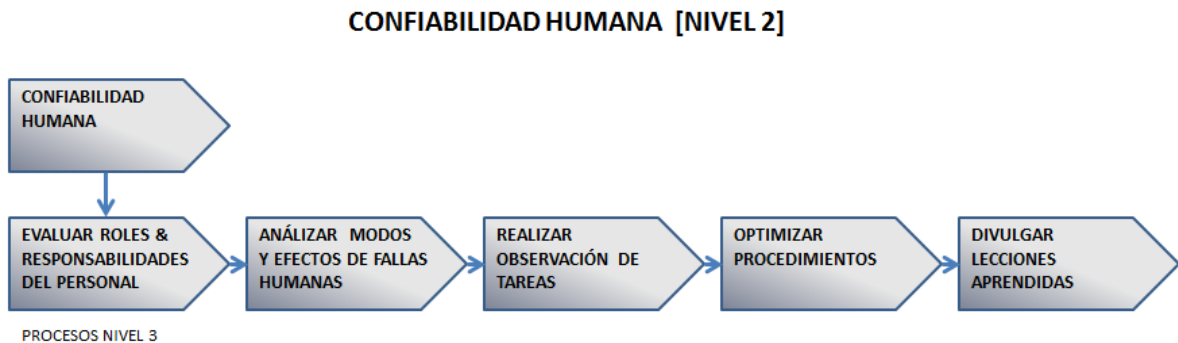 CONFIABILIDAD HUMANA [NIVEL 2]
CONFIABILIDAD
HUMANA
EVALUAR ROLES &
RESPONSABILIDADES
DEL PERSONAL
ANÁLIZAR MODOS
Y EFECTOS DE FALLAS
HUMANAS
REALIZAR
OBSERVACIÓN DE
TAREAS
OPTIMIZAR
PROCEDIMIENTOS
DIVULGAR
LECCIONES
APRENDIDAS
PROCESOS NIVEL 3